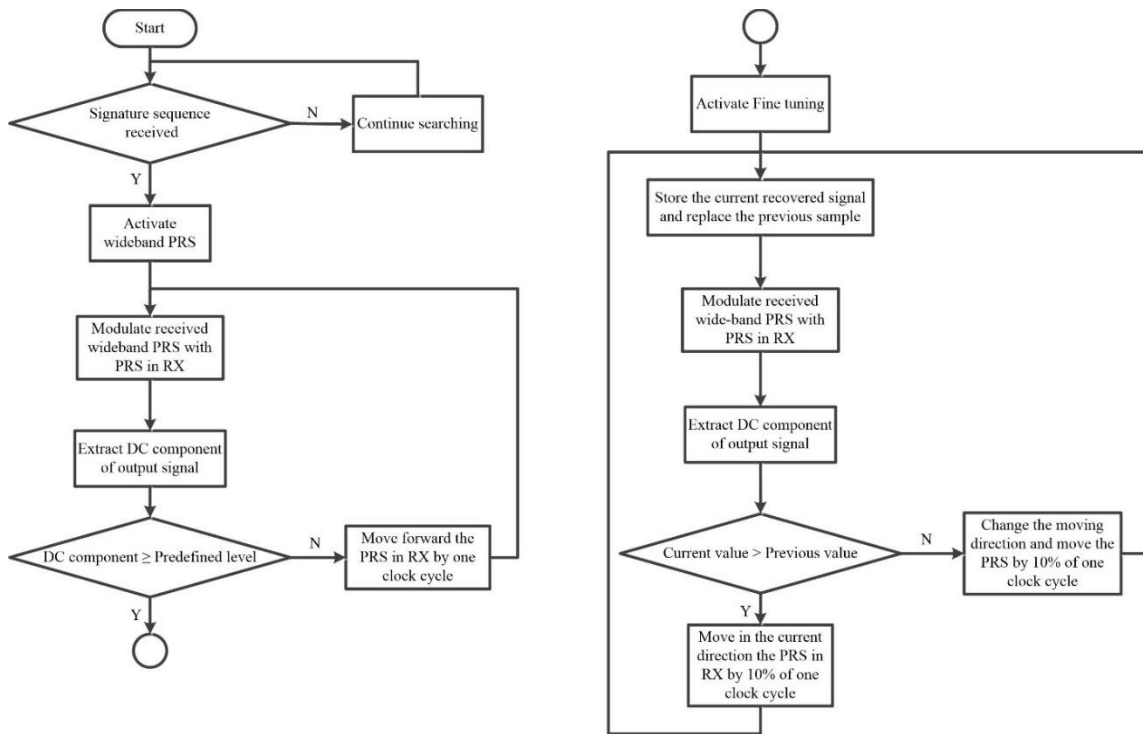 Start
Signature sequence
received
N
Continue searching
Y
Activate
wideband PRS
Modulate received
wideband PRS with
PRS in RX
Extract DC component
of output signal
DC component ≥ Predefined level
N
Move forward the
PRS in RX by one
clock cycle
Y
Activate Fine tuning
Store the current recovered signal
and replace the previous sample
Modulate received
wide-band PRS with
PRS in RX
Extract DC component
of output signal
Current value > Previous value
N
Change the moving
direction and move the
PRS by 10% of one
clock cycle
Y
Move in the current
direction the PRS in
RX by 10% of one
clock cycle